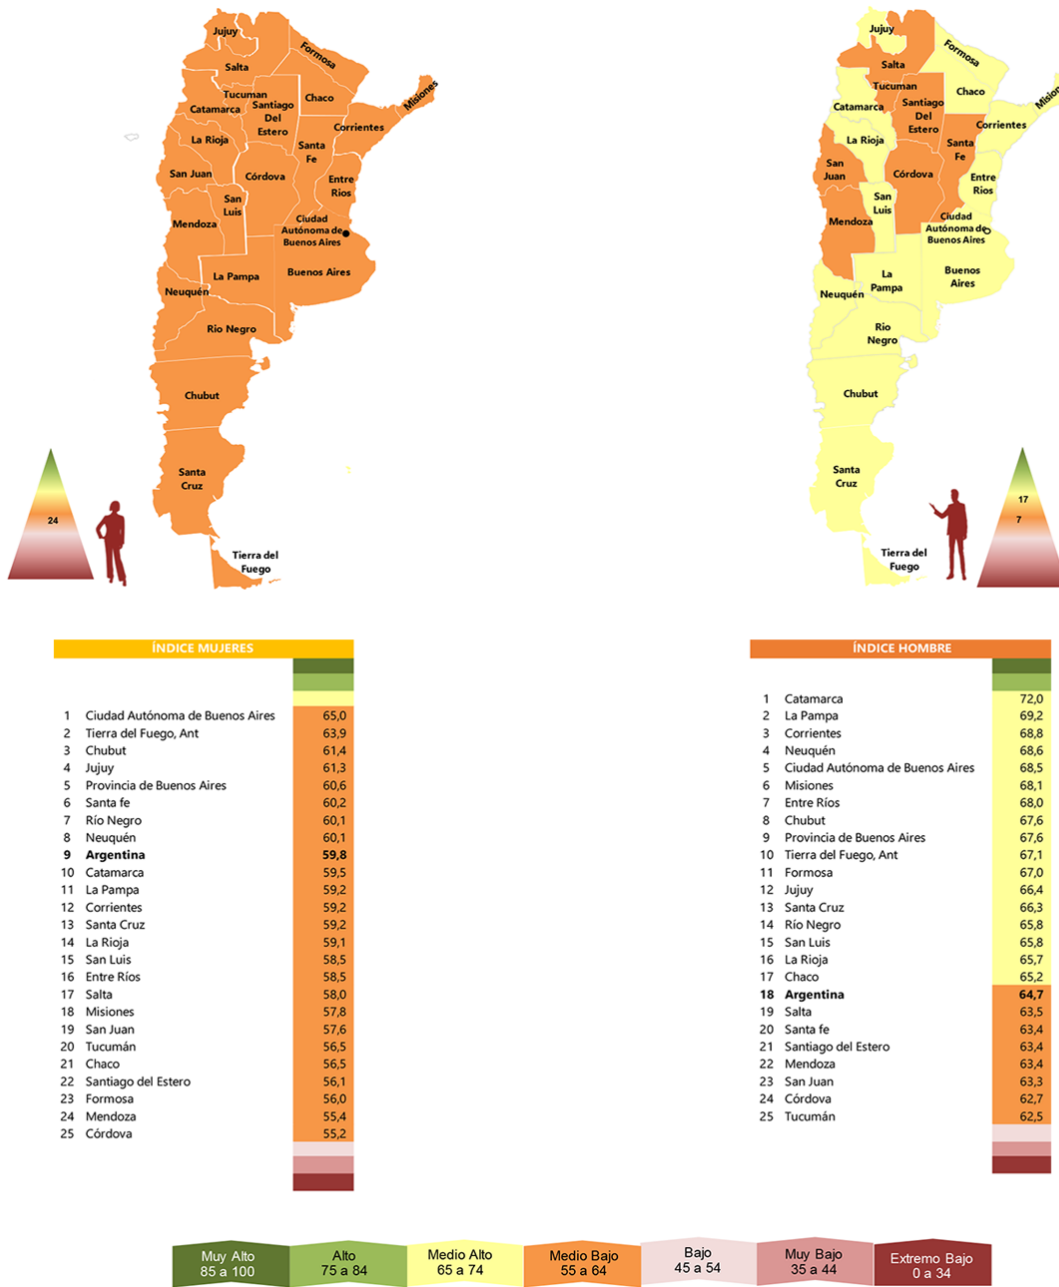 Jujuy
Formosa
Salta
Tucuman
Chaco
Misiones
Catamarca
Santiago
Del
Estero
Corrientes
La Rioja
Santa
Fe
San Juan
Córdova
Entre
Rios
San
Luis
Mendoza
Ciudad
Autónoma de
Buenos Aires
La Pampa
Buenos Aires
Neuquén
Rio Negro
Chubut
Santa
Cruz
24
Tierra del
Fuego
Jujuy
Formosa
Salta
Tucuman
Chaco
Mision
Catamarca
Santiago
Del
Estero
Corrientes
La Rioja
Santa
Fe
San
Juan
Córdova
Entre
Rios
San
Luis
Mendoza
Ciudad
Autónoma de
Buenos Aires
La
Pampa
Buenos
Aires
Neuquén
Rio
Negro
Chubut
Santa
Cruz
17
7
Tierra del
Fuego
ÍNDICE MUJERES
1 Ciudad Autónoma de Buenos Aires 65,0
2 Tierra del Fuego, Ant 63,9
3 Chubut 61,4
4 Jujuy 61,3
5 Provincia de Buenos Aires 60,6
6 Santa fe 60,2
7 Río Negro 60,1
8 Neuquén 60,1
9 Argentina 59,8
10 Catamarca 59,5
11 La Pampa 59,2
12 Corrientes 59,2
13 Santa Cruz 59,2
14 La Rioja 59,1
15 San Luis 58,5
16 Entre Ríos 58,5
17 Salta 58,0
18 Misiones 57,8
19 San Juan 57,6
20 Tucumán 56,5
21 Chaco 56,5
22 Santiago del Estero 56,1
23 Formosa 56,0
24 Mendoza 55,4
25 Córdova 55,2
ÍNDICE HOMBRE
1 Catamarca 72,0
2 La Pampa 69,2
3 Corrientes 68,8
4 Neuquén 68,6
5 Ciudad Autónoma de Buenos Aires 68,5
6 Misiones 68,1
7 Entre Ríos 68,0
8 Chubut 67,6
9 Provincia de Buenos Aires 67,6
10 Tierra del Fuego, Ant 67,1
11 Formosa 67,0
12 Jujuy 66,4
13 Santa Cruz 66,3
14 Río Negro 65,8
15 San Luis 65,8
16 La Rioja 65,7
17 Chaco 65,2
18 Argentina 64,7
19 Salta 63,5
20 Santa fe 63,4
21 Santiago del Estero 63,4
22 Mendoza 63,4
23 San Juan 63,3
24 Córdova 62,7
25 Tucumán 62,5
Muy Alto
85 a 100
Alto
75 a 84
Medio Alto
65 a 74
Medio Bajo
55 a 64
Bajo
45 a 54
Muy Bajo
35 a 44
Extremo Bajo
0 a 34